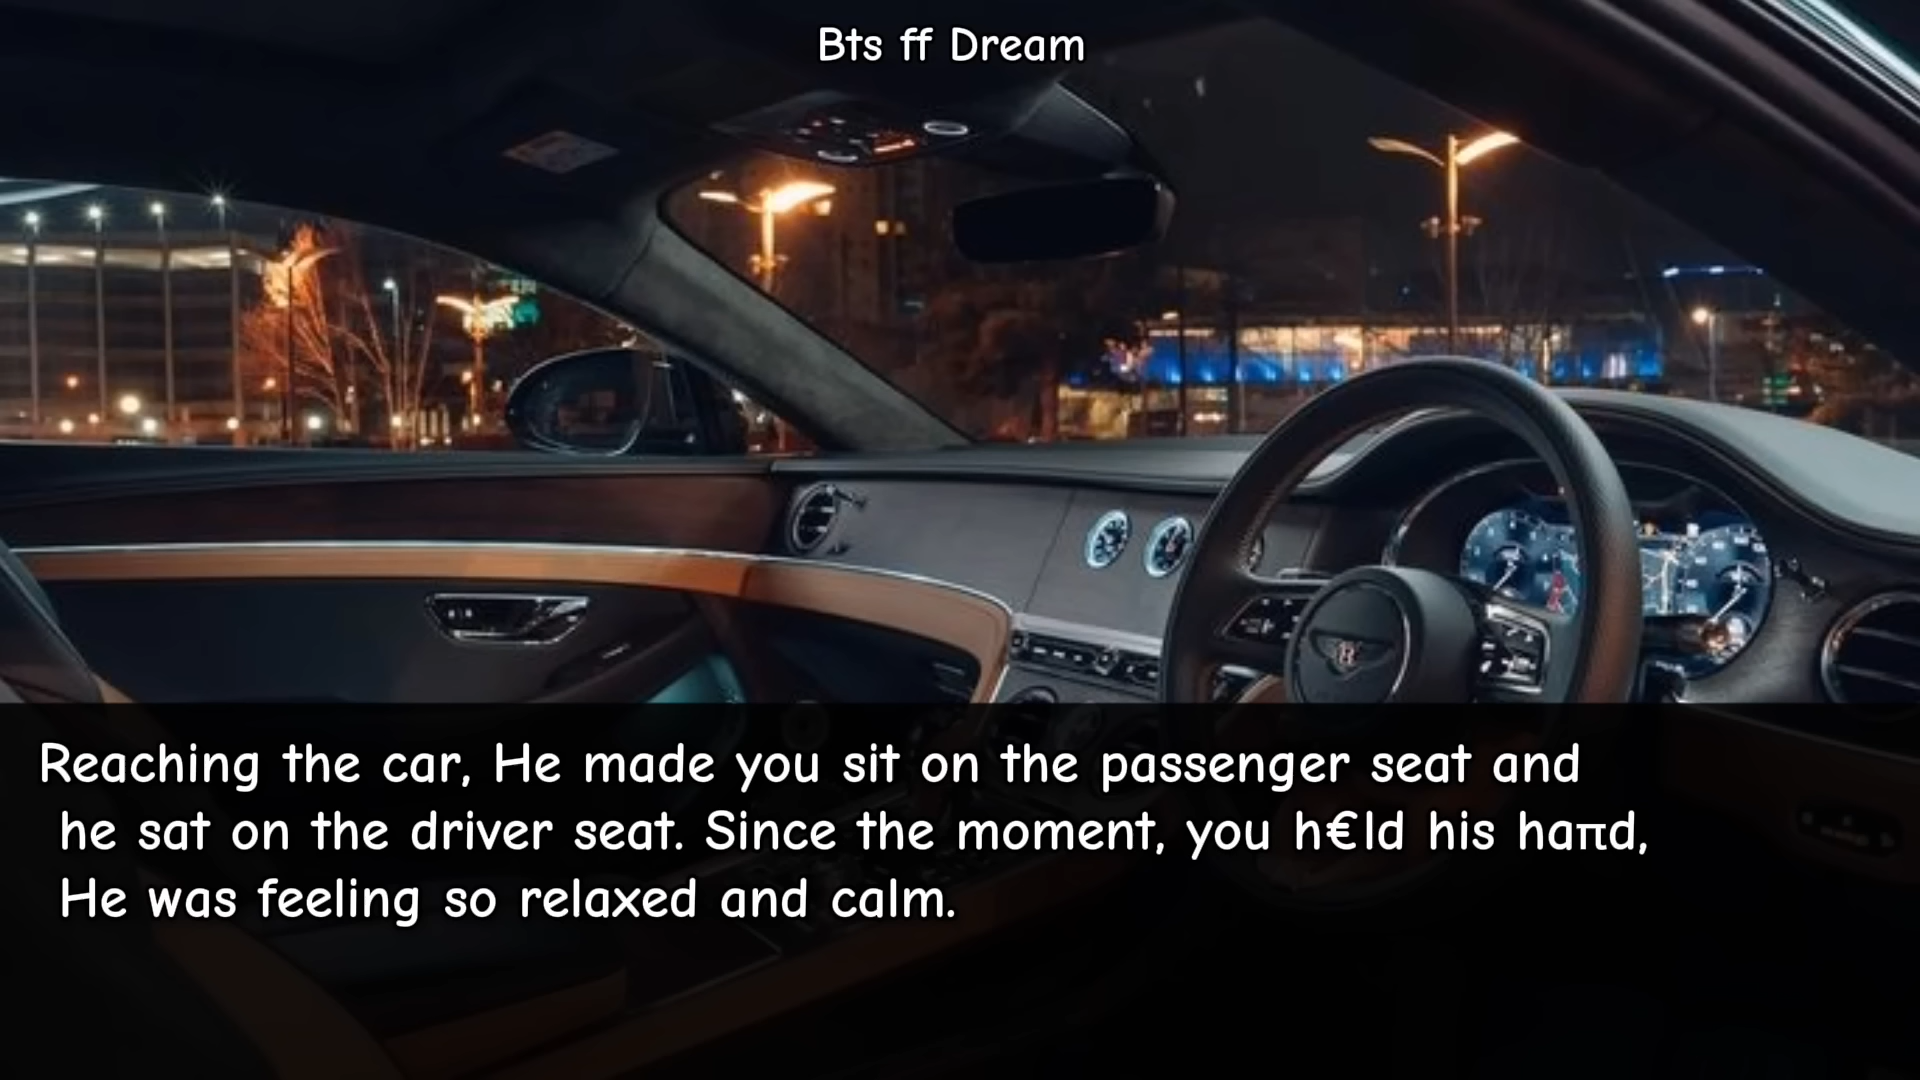 Bts ff Dream
Reaching the car, He made you sit on the passenger seat and
he sat on the driver seat. Since the moment, you h€ld his haπd,
He was feeling so relaxed and calm.